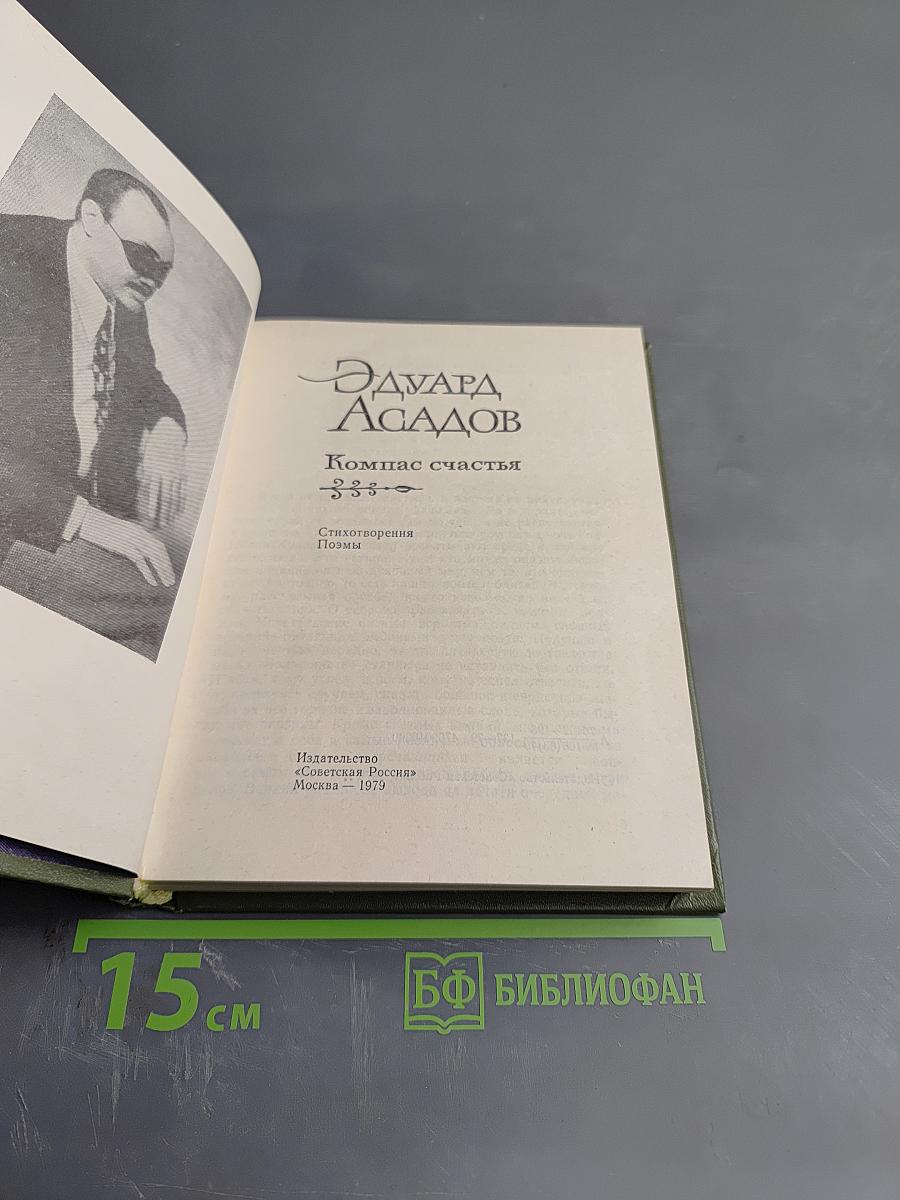 Эдуард
Асадов
Компас счастья
Стихотворения
Поэмы
Издательство
«Советская Россия»
Москва — 1979
15 см
БФ БИБЛИОФАН